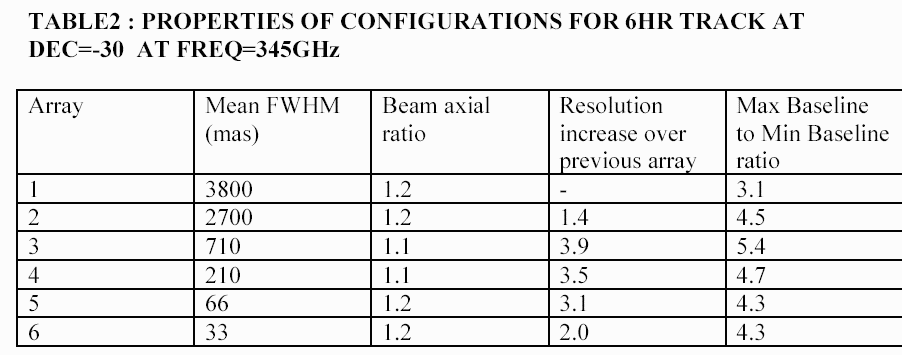 TABLE2 : PROPERTIES OF CONFIGURATIONS FOR 6HR TRACK AT
DEC=-30 AT FREQ=345GHz
Array Mean FWHM Beam axial Resolution Max Baseline
(mas) ratio increase over to Min Baseline
previous array ratio
1 3800 1.2 - 3.1
2 2700 1.2 1.4 4.5
3 710 1.1 3.9 5.4
4 210 1.1 3.5 4.7
5 66 1.2 3.1 4.3
6 33 1.2 2.0 4.3